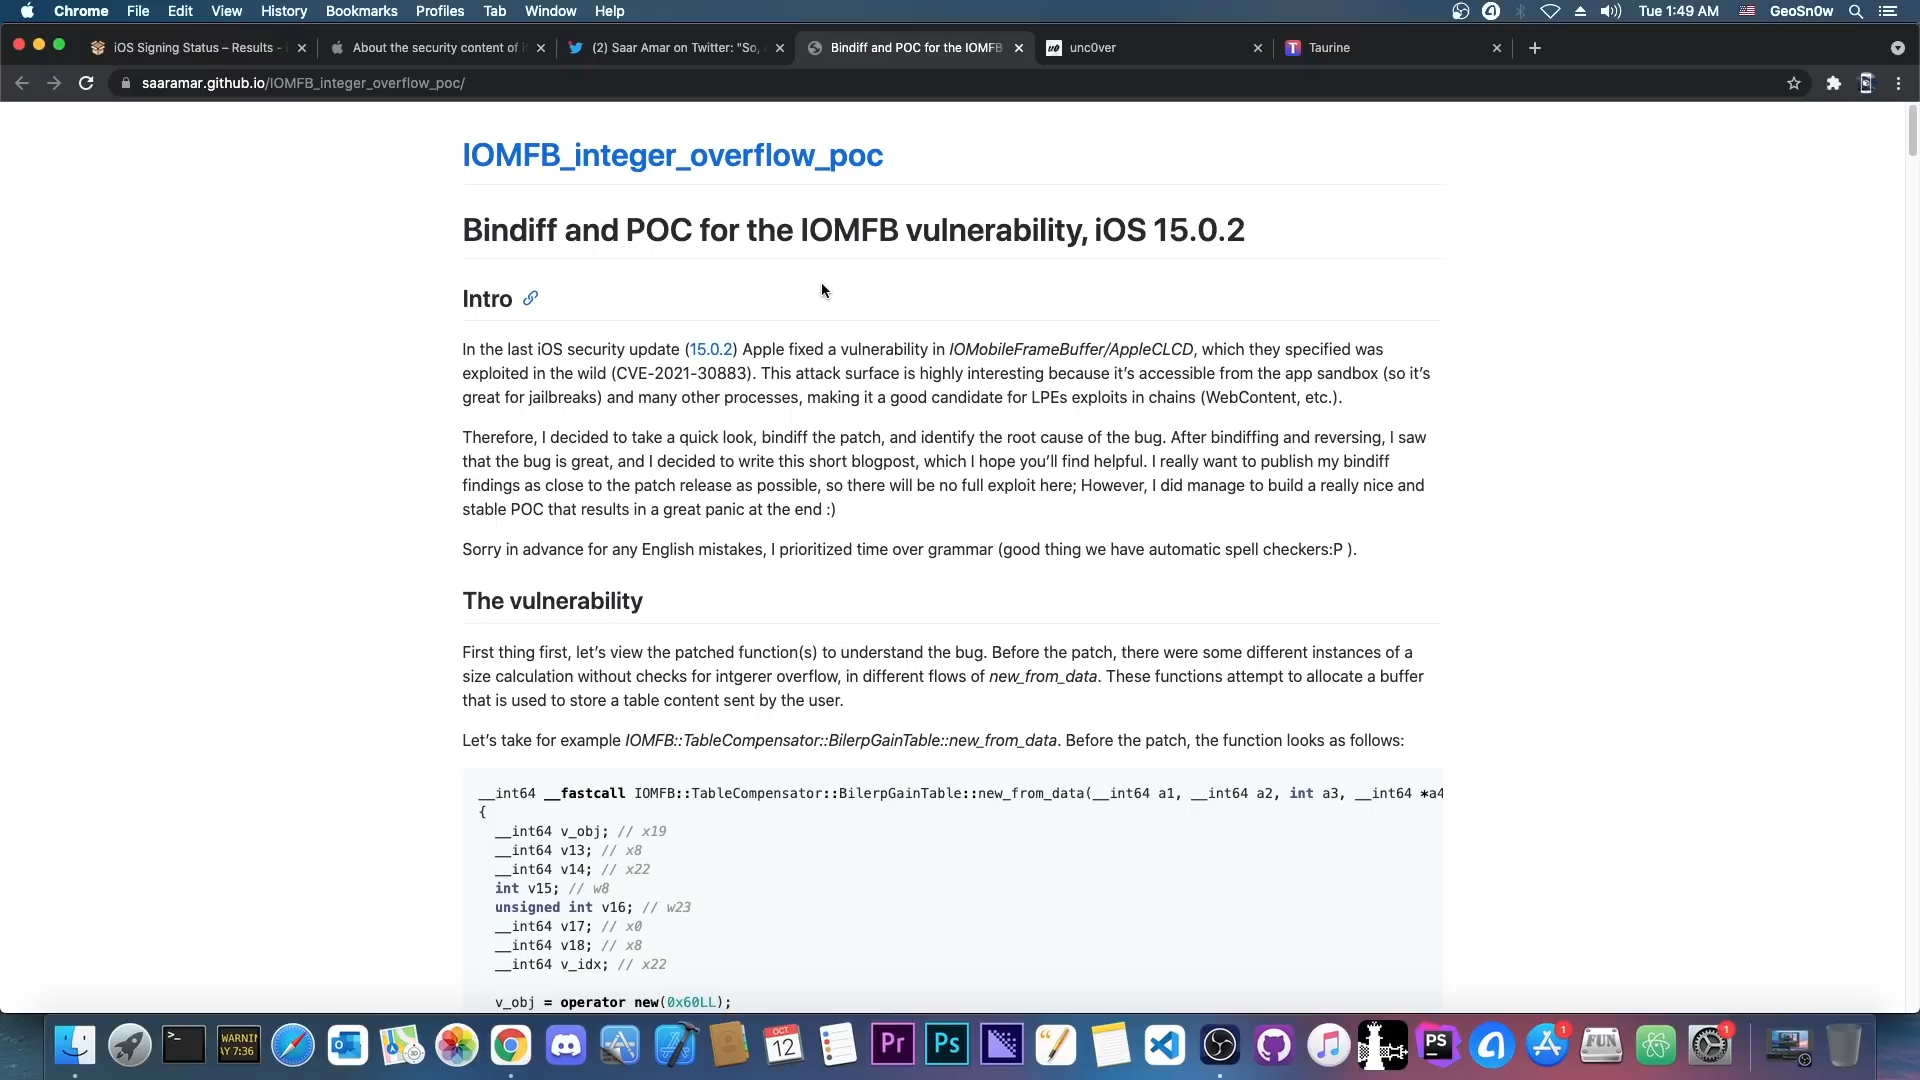 Chrome File Edit View History Bookmarks Profiles Tab Window Help Tue 1:49 AM GeoSn0w
iOS Signing Status – Results - About the security content of (2) Saar Amar on Twitter: "So, Bindiff and POC for the IOMFB unc0ver Taurine
saaramar.github.io/IOMFB_integer_overflow_poc/
IOMFB_integer_overflow_poc
Bindiff and POC for the IOMFB vulnerability, iOS 15.0.2
Intro
In the last iOS security update (15.0.2) Apple fixed a vulnerability in IOMobileFrameBuffer/AppleCLCD, which they specified was
exploited in the wild (CVE-2021-30883). This attack surface is highly interesting because it's accessible from the app sandbox (so it's
great for jailbreaks) and many other processes, making it a good candidate for LPEs exploits in chains (WebContent, etc.).
Therefore, I decided to take a quick look, bindiff the patch, and identify the root cause of the bug. After bindiffing and reversing, I saw
that the bug is great, and I decided to write this short blogpost, which I hope you'll find helpful. I really want to publish my bindiff
findings as close to the patch release as possible, so there will be no full exploit here; However, I did manage to build a really nice and
stable POC that results in a great panic at the end :)
Sorry in advance for any English mistakes, I prioritized time over grammar (good thing we have automatic spell checkers:P ).
The vulnerability
First thing first, let's view the patched function(s) to understand the bug. Before the patch, there were some different instances of a
size calculation without checks for intgerer overflow, in different flows of new_from_data. These functions attempt to allocate a buffer
that is used to store a table content sent by the user.
Let's take for example IOMFB::TableCompensator::BilerpGainTable::new_from_data. Before the patch, the function looks as follows:
__int64 __fastcall IOMFB::TableCompensator::BilerpGainTable::new_from_data(__int64 a1, __int64 a2, int a3, __int64 *a4
{
__int64 v_obj; // x19
__int64 v13; // x8
__int64 v14; // x22
int v15; // w8
unsigned int v16; // w23
__int64 v17; // x0
__int64 v18; // x8
__int64 v_idx; // x22
v_obj = operator new(0x60LL);
WARNIN
AY 7:36
OCT
12
Pr
Ps
PS
1
FUN
1